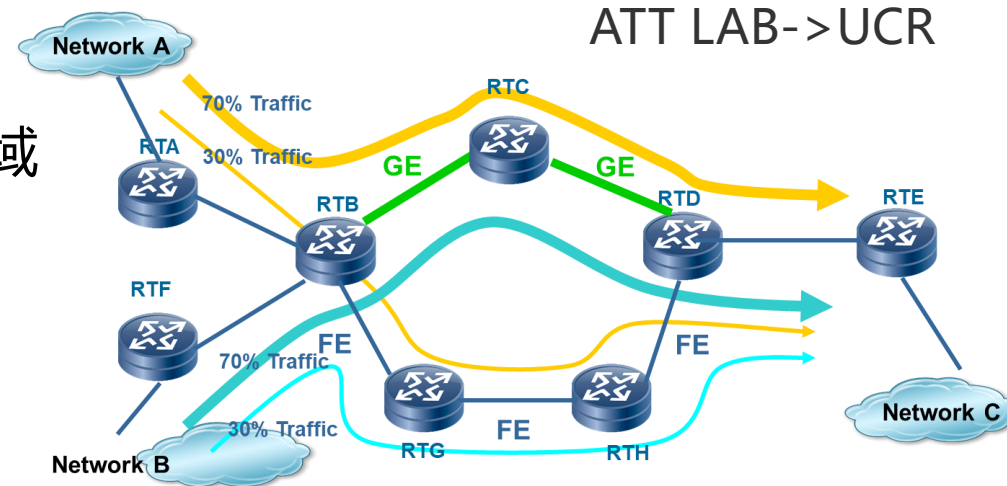 ATT LAB->UCR
Network A
70% Traffic
RTC
域
RTA
30% Traffic
GE
GE
RTB
RTD
RTE
RTF
FE
FE
70% Traffic
Network C
FE
30% Traffic
RTG
RTH
Network B